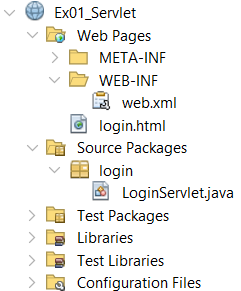 Ex01_Servlet
Web Pages
META-INF
WEB-INF
web.xml
login.html
Source Packages
login
LoginServlet.java
Test Packages
Libraries
Test Libraries
Configuration Files